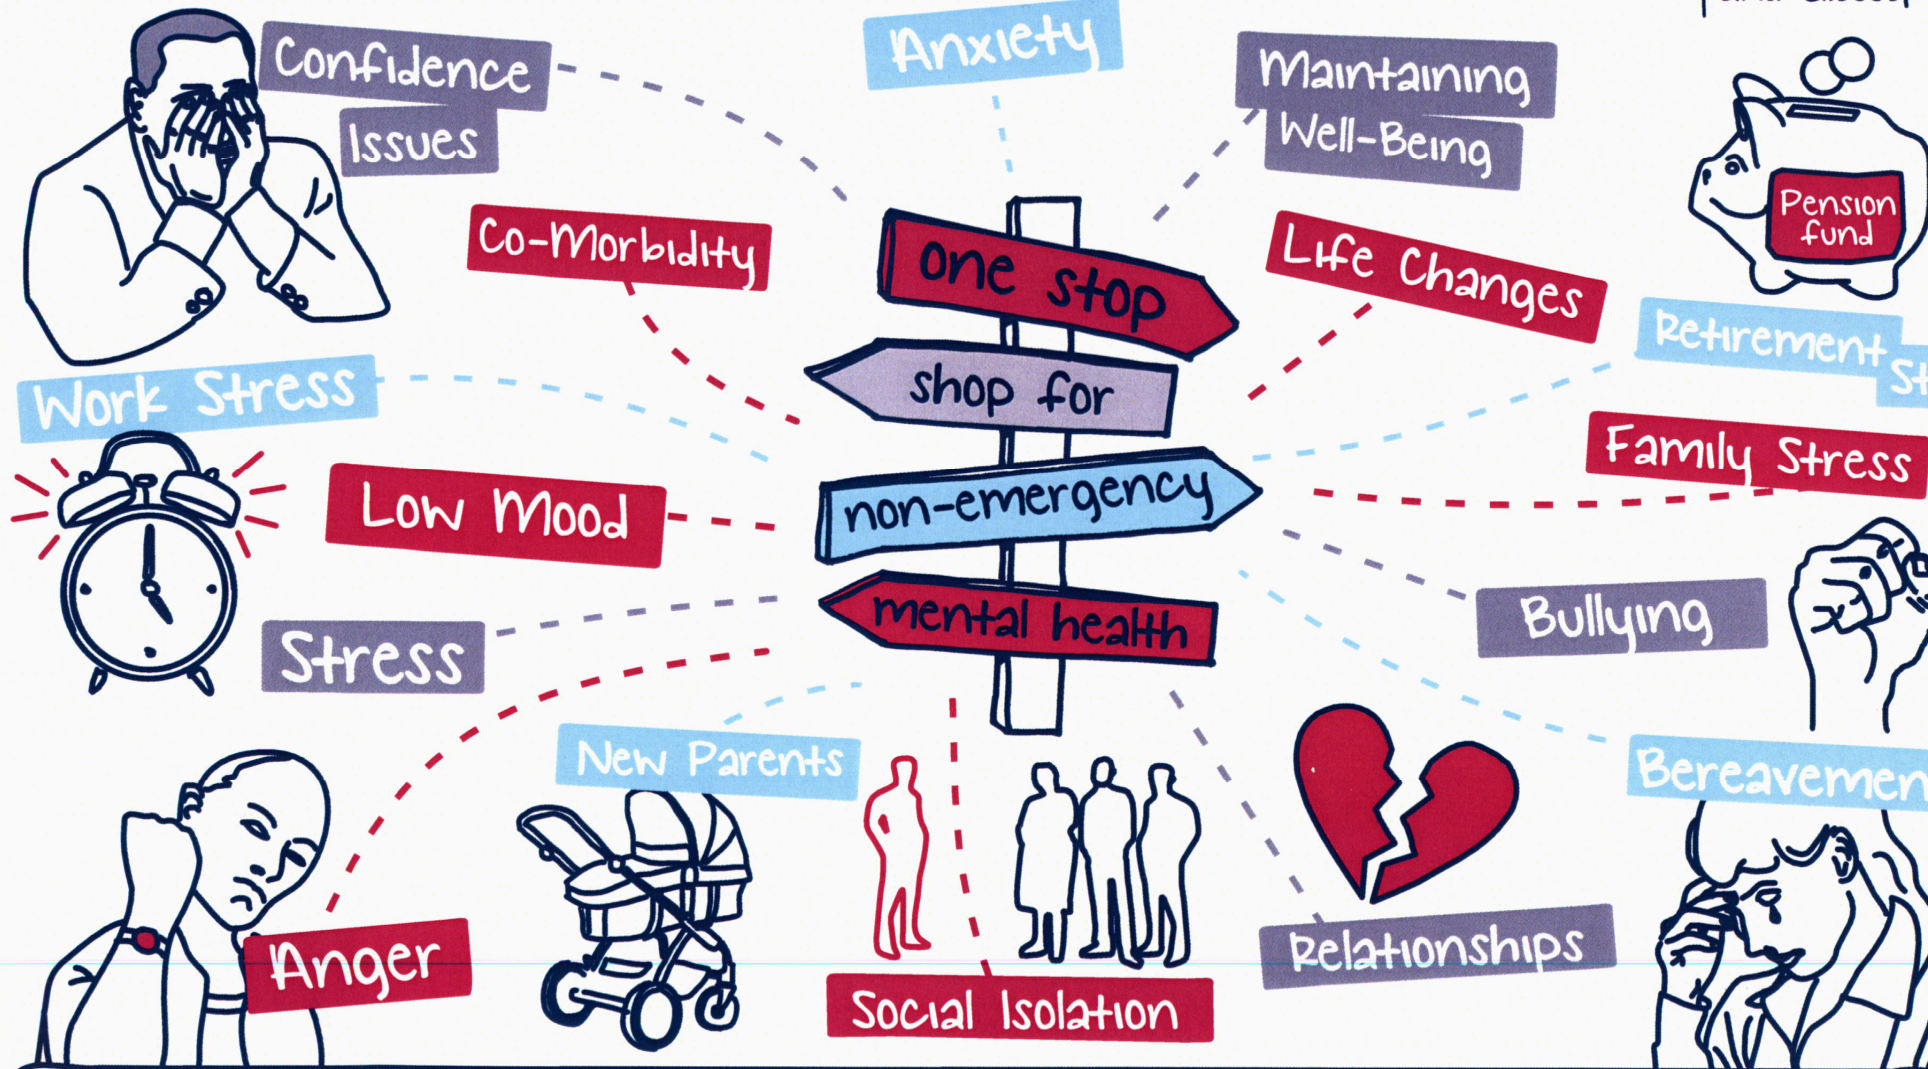 Confidence
Issues
Anxiety
Maintaining
Well-Being
Pension
fund
Co-Morbidity
one stop
Life Changes
Retirement
shop for
Work Stress
Family Stress
non-emergency
Low Mood
Bullying
mental health
Stress
New Parents
Bereavemen
Anger
Relationships
Social Isolation